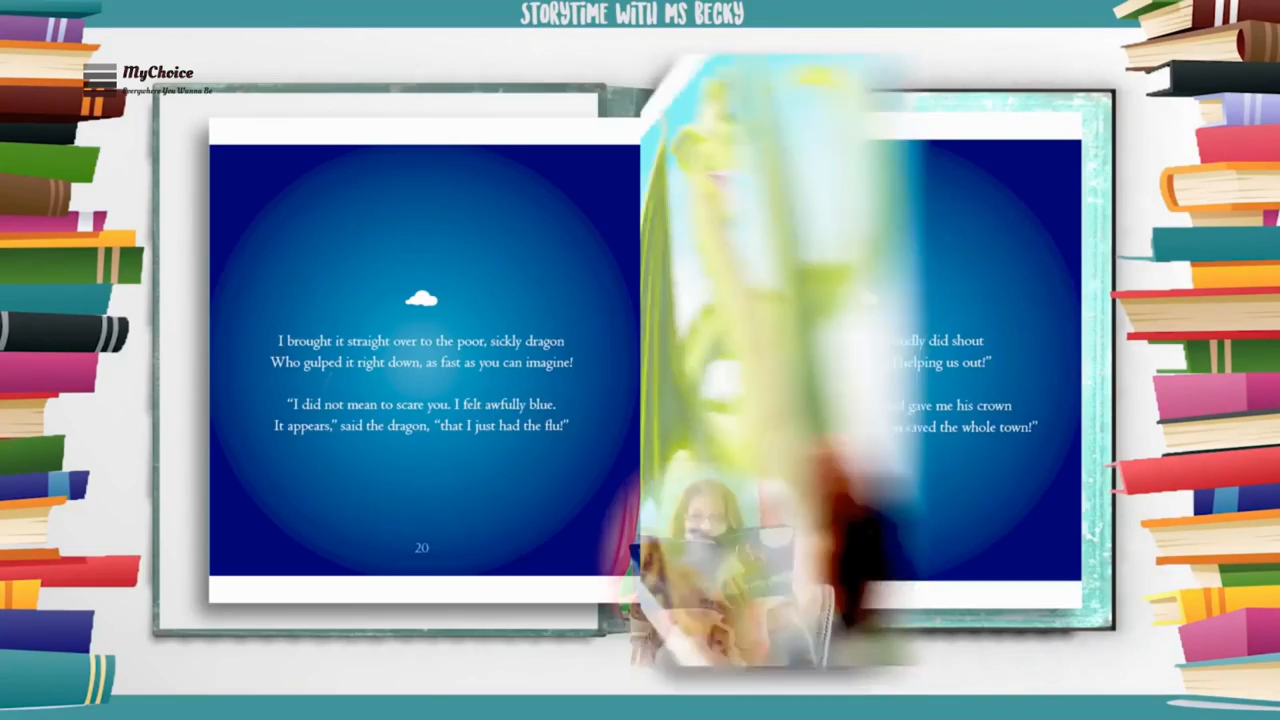 STORYTIME WITH MS BECKY
MyChoice
Everywhere You Wanna Be
I brought it straight over to the poor, sickly dragon
Who gulped it right down, as fast as you can imagine!
“I did not mean to scare you. I felt awfully blue.
It appears,” said the dragon, “that I just had the flu!”
20
did shout
helping us out!”
gave me his crown
saved the whole town!”